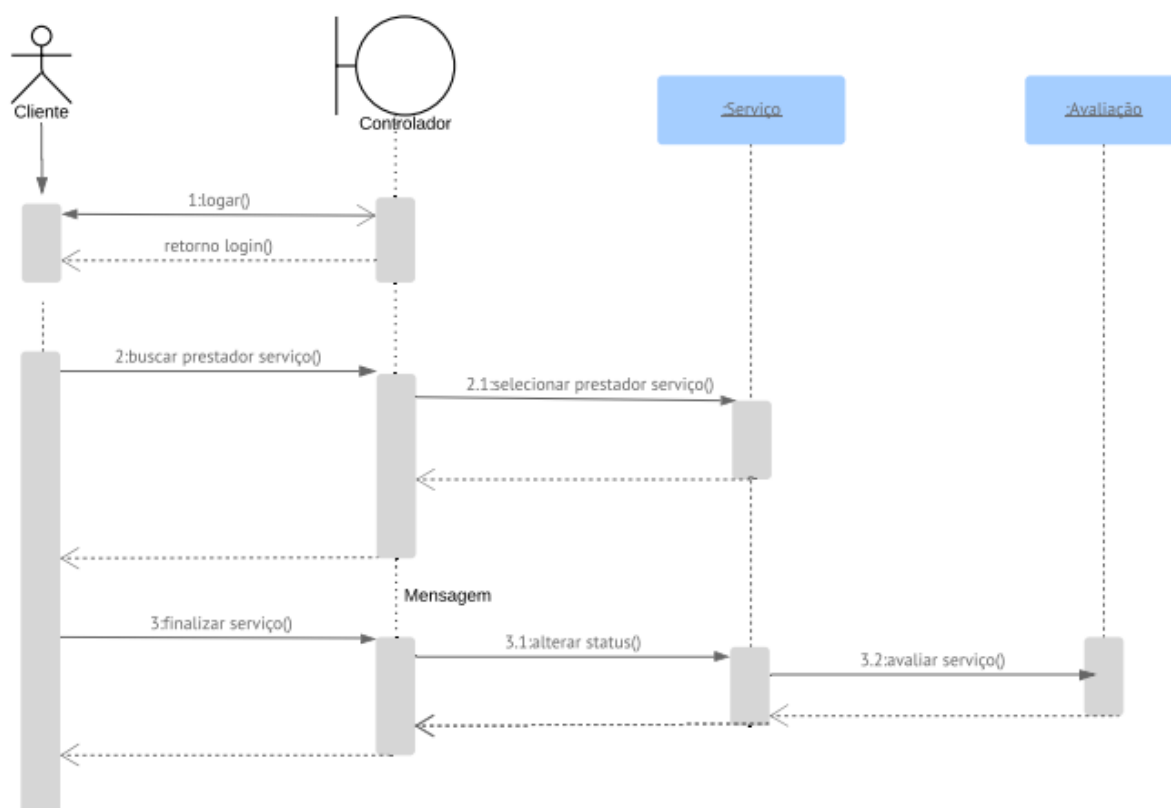 Cliente
Controlador
:Serviço
:Avaliação
1:logar()
retorno login()
2:buscar prestador serviço()
2.1:selecionar prestador serviço()
Mensagem
3:finalizar serviço()
3.1:alterar status()
3.2:avaliar serviço()